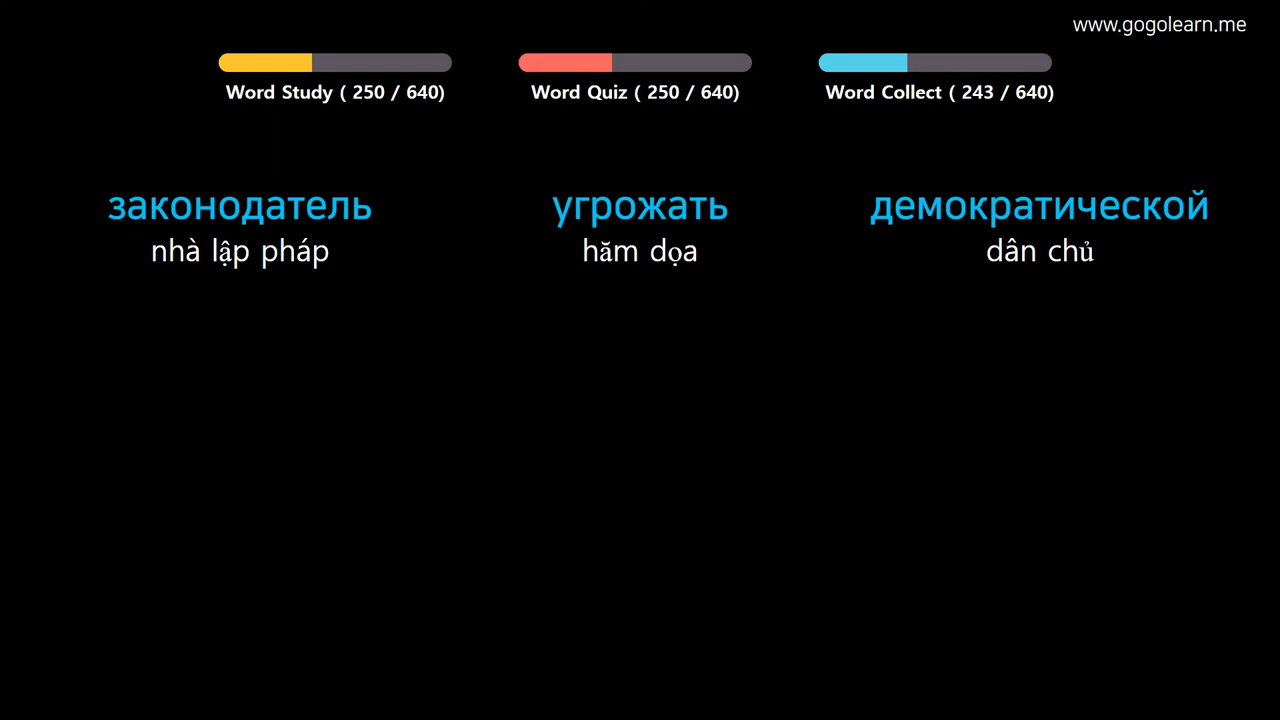 www.gogolearn.me
Word Study ( 250 / 640)
Word Quiz ( 250 / 640)
Word Collect ( 243 / 640)
законодатель
угрожать
демократической
nhà lập pháp
hăm dọa
dân chủ